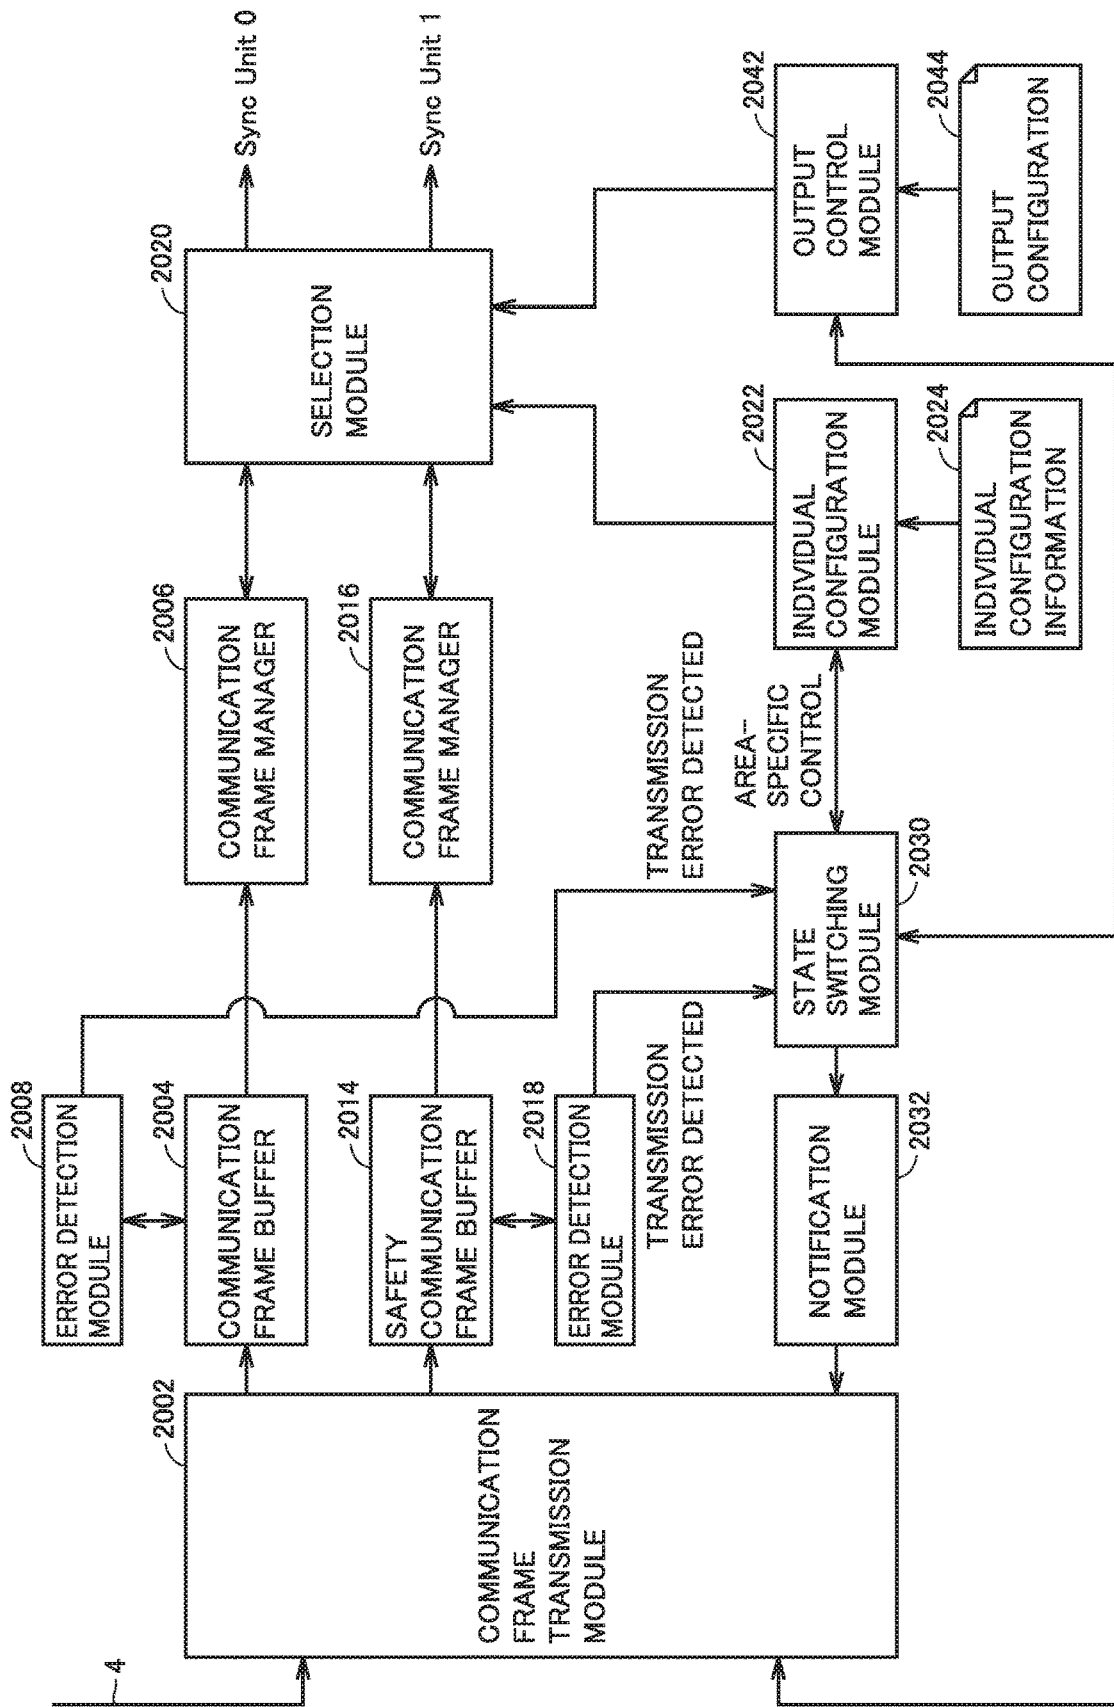 4
2002
COMMUNICATION
FRAME
TRANSMISSION
MODULE
2008
ERROR DETECTION
MODULE
2004
COMMUNICATION
FRAME BUFFER
2014
SAFETY
COMMUNICATION
FRAME BUFFER
2018
ERROR DETECTION
MODULE
NOTIFICATION
MODULE
2032
TRANSMISSION
ERROR DETECTED
TRANSMISSION
ERROR DETECTED
STATE
SWITCHING
MODULE
2030
AREA-
SPECIFIC
CONTROL
2006
COMMUNICATION
FRAME MANAGER
2016
COMMUNICATION
FRAME MANAGER
2022
INDIVIDUAL
CONFIGURATION
MODULE
2024
INDIVIDUAL
CONFIGURATION
INFORMATION
2020
SELECTION
MODULE
2042
OUTPUT
CONTROL
MODULE
2044
OUTPUT
CONFIGURATION
Sync Unit 0
Sync Unit 1